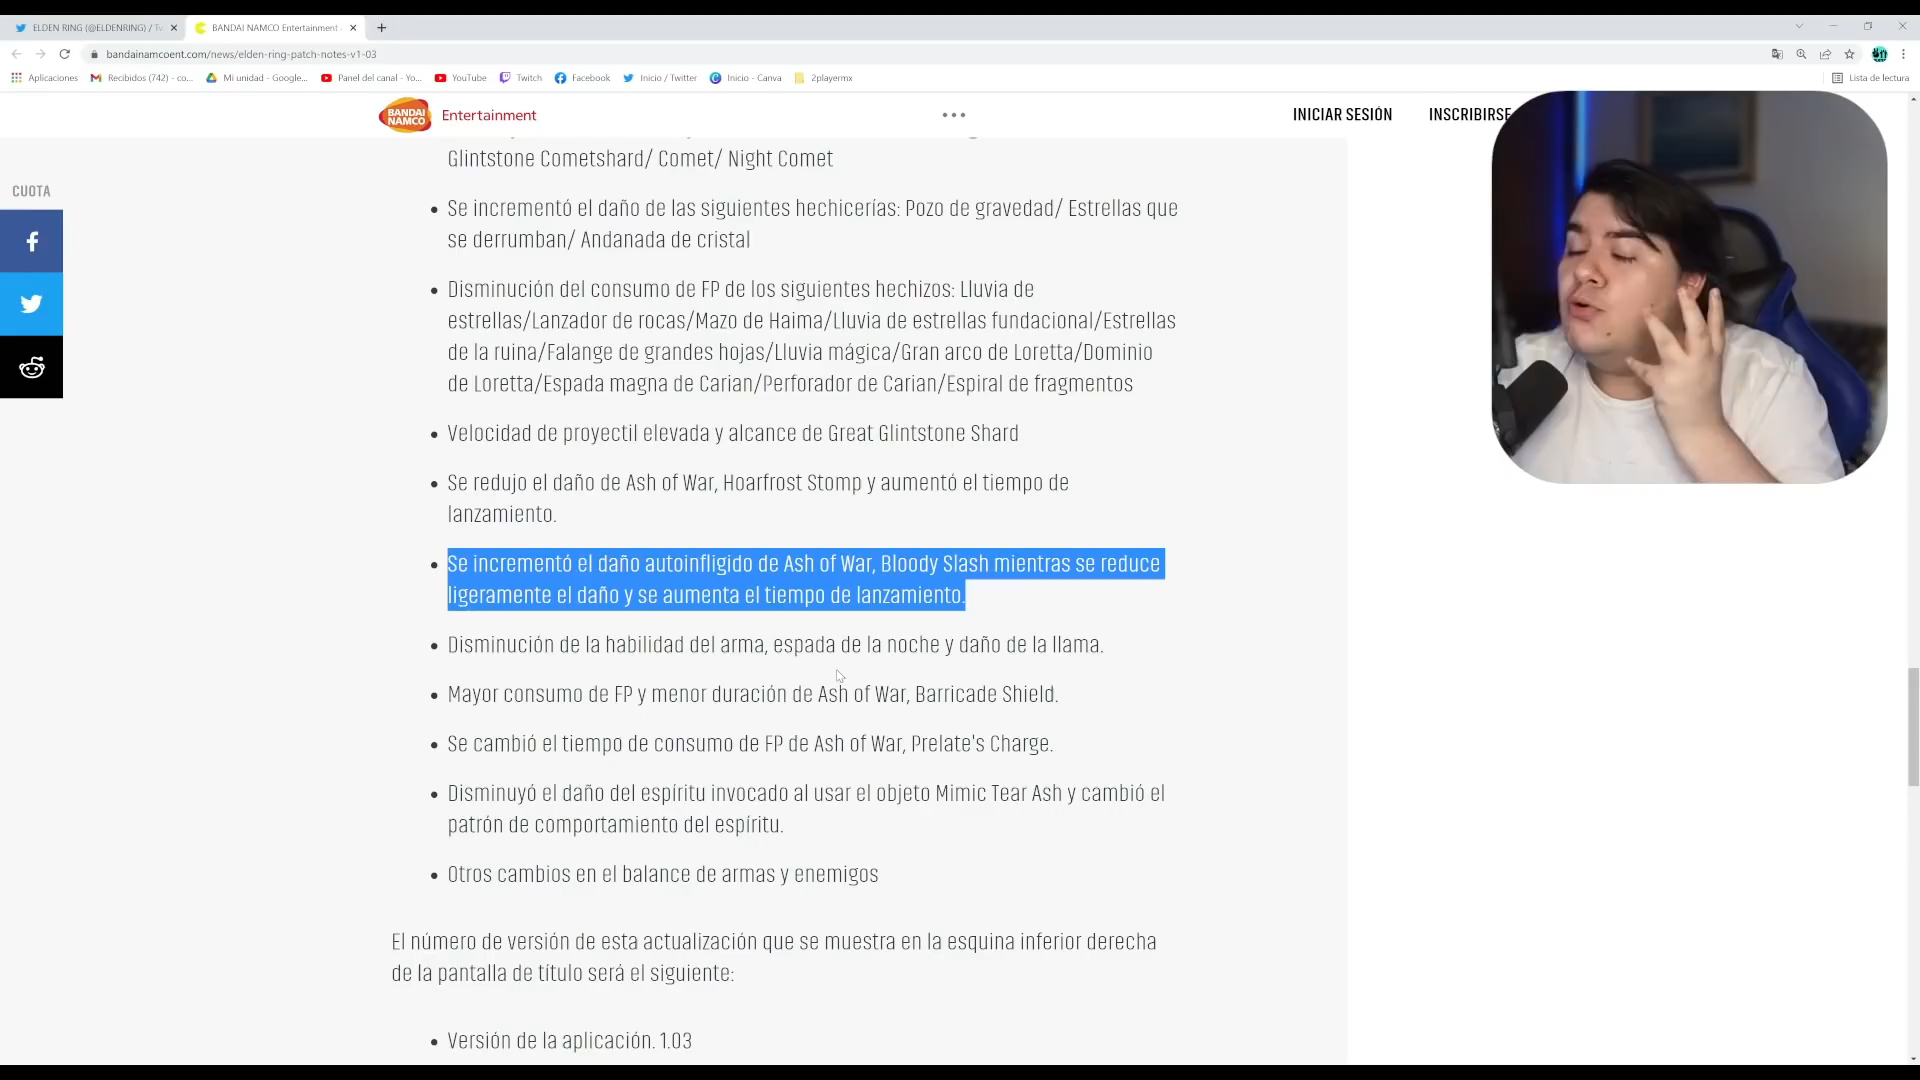 ELDEN RING (@ELDENRING) / Tw
BANDAI NAMCO Entertainment
bandainamcoent.com/news/elden-ring-patch-notes-v1-03
Aplicaciones
Recibidos (742) - co...
Mi unidad - Google...
Panel del canal - Yo...
YouTube
Twitch
Facebook
Inicio / Twitter
Inicio - Canva
2playermx
Lista de lectura
BANDAI
NAMCO
Entertainment
INICIAR SESIÓN
INSCRIBIRSE
CUOTA
Glintstone Cometshard/ Comet/ Night Comet
Se incrementó el daño de las siguientes hechicerías: Pozo de gravedad/ Estrellas que
se derrumban/ Andanada de cristal
Disminución del consumo de FP de los siguientes hechizos: Lluvia de
estrellas/Lanzador de rocas/Mazo de Haima/Lluvia de estrellas fundacional/Estrellas
de la ruina/Falange de grandes hojas/Lluvia mágica/Gran arco de Loretta/Dominio
de Loretta/Espada magna de Carian/Perforador de Carian/Espiral de fragmentos
Velocidad de proyectil elevada y alcance de Great Glintstone Shard
Se redujo el daño de Ash of War, Hoarfrost Stomp y aumentó el tiempo de
lanzamiento.
Se incrementó el daño autoinfligido de Ash of War, Bloody Slash mientras se reduce
ligeramente el daño y se aumenta el tiempo de lanzamiento.
Disminución de la habilidad del arma, espada de la noche y daño de la llama.
Mayor consumo de FP y menor duración de Ash of War, Barricade Shield.
Se cambió el tiempo de consumo de FP de Ash of War, Prelate's Charge.
Disminuyó el daño del espíritu invocado al usar el objeto Mimic Tear Ash y cambió el
patrón de comportamiento del espíritu.
Otros cambios en el balance de armas y enemigos
El número de versión de esta actualización que se muestra en la esquina inferior derecha
de la pantalla de título será el siguiente:
Versión de la aplicación. 1.03